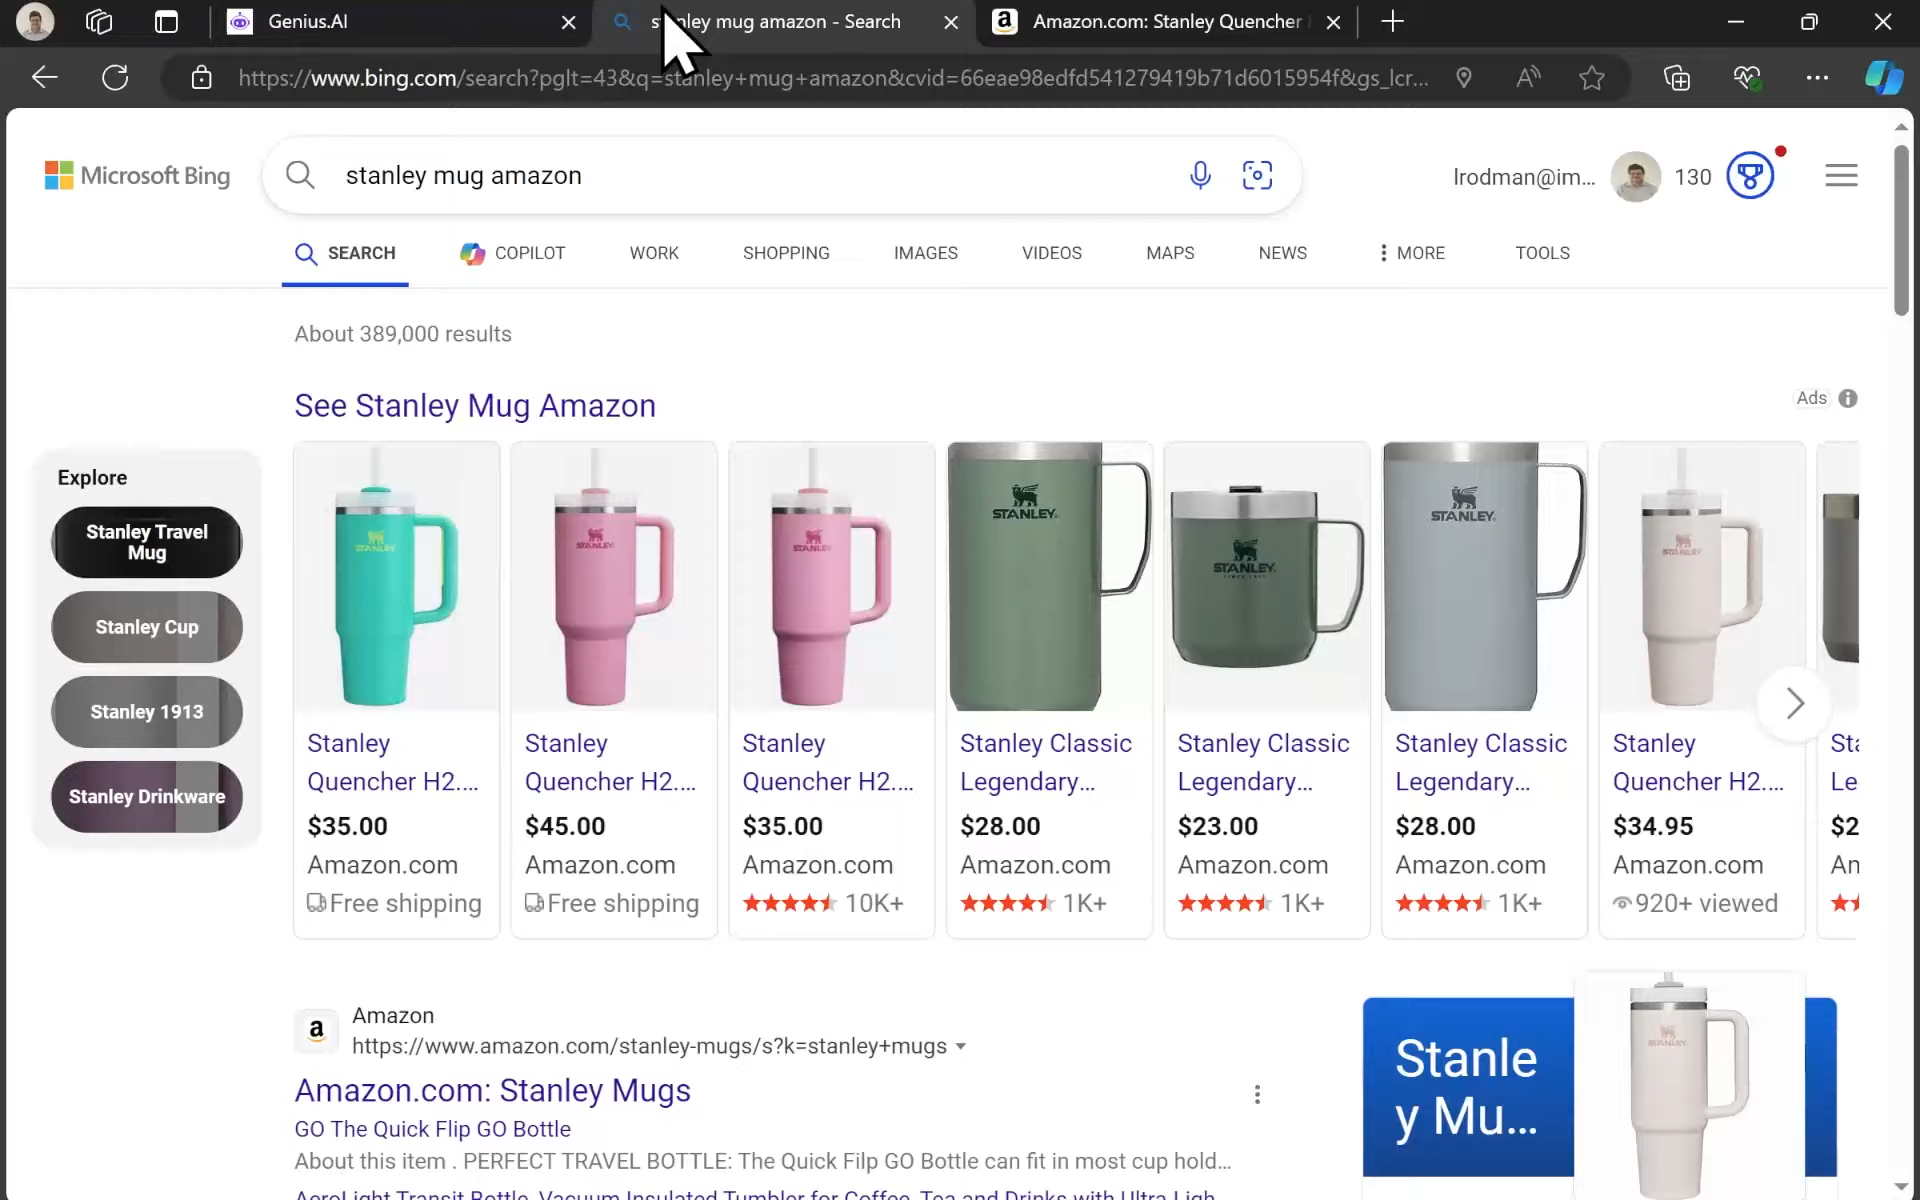 Genius.AI
mug amazon - Search
Amazon.com: Stanley Quencher
https://www.bing.com/search?pglt=43&q=stanley+mug+amazon&cvid=66eae98edfd541279419b71d6015954f&gs_lcr...
Microsoft Bing
stanley mug amazon
lrodman@im...
130
SEARCH
COPILOT
WORK
SHOPPING
IMAGES
VIDEOS
MAPS
NEWS
MORE
TOOLS
About 389,000 results
See Stanley Mug Amazon
Ads
Explore
Stanley Travel
Mug
Stanley Cup
Stanley 1913
Stanley Drinkware
STANLEY
STANLEY
STANLEY
STANLEY.
STANLEY.
STANLEY.
STANLEY
Stanley
Quencher H2....
$35.00
Amazon.com
Free shipping
Stanley
Quencher H2....
$45.00
Amazon.com
Free shipping
Stanley
Quencher H2....
$35.00
Amazon.com
10K+
Stanley Classic
Legendary...
$28.00
Amazon.com
1K+
Stanley Classic
Legendary...
$23.00
Amazon.com
1K+
Stanley Classic
Legendary...
$28.00
Amazon.com
1K+
Stanley
Quencher H2....
$34.95
Amazon.com
920+ viewed
Sta
Le
$2
An
Amazon
https://www.amazon.com/stanley-mugs/s?k=stanley+mugs
Amazon.com: Stanley Mugs
GO The Quick Flip GO Bottle
About this item . PERFECT TRAVEL BOTTLE: The Quick Filp GO Bottle can fit in most cup hold...
AeroLight Transit Bottle, Vacuum Insulated Tumbler for Coffee, Tea and Drinks with Ultra Ligh
Stanle
y Mu...
STANLEY